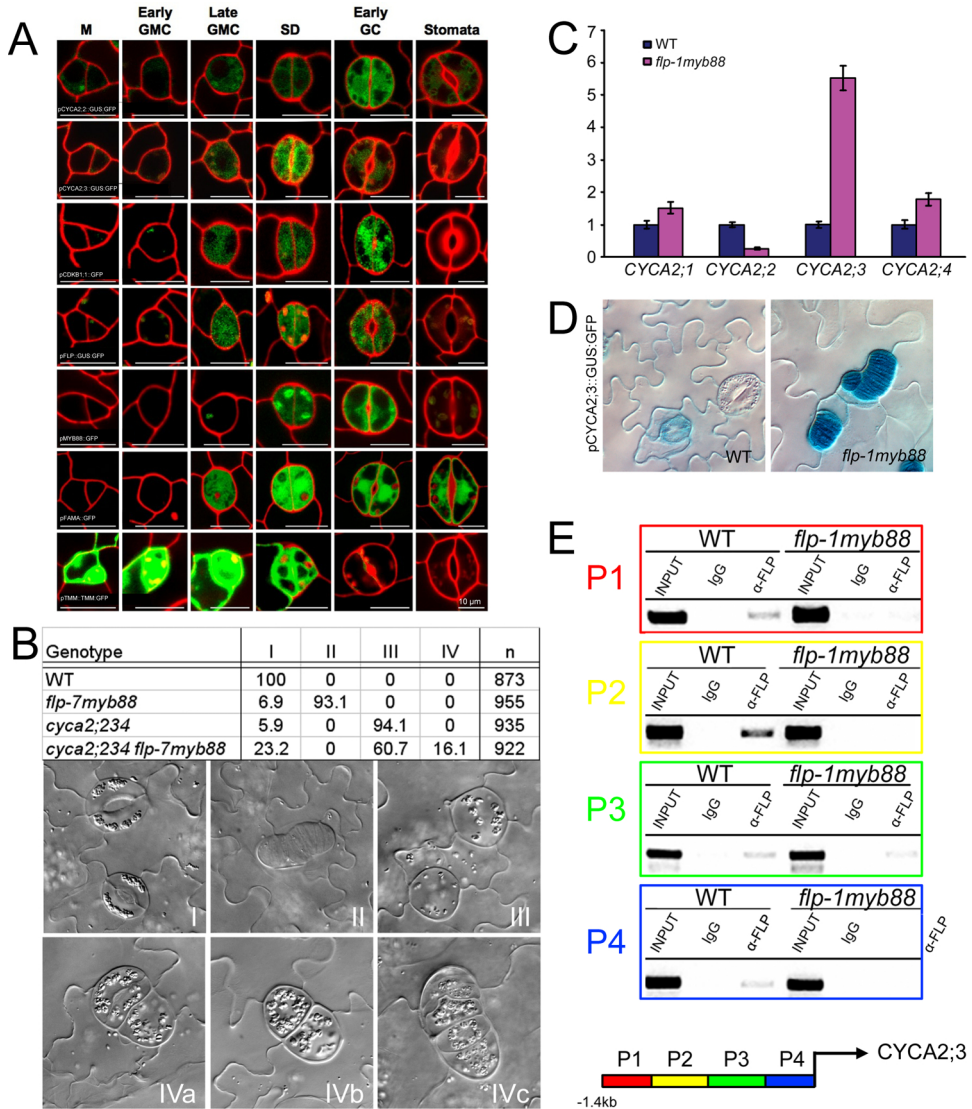 A
M
Early GMC
Late GMC
SD
Early GC
Stomata
pCYCA2;2::GUS:GFP
pCYCA2;3::GUS:GFP
pCDKB1:1::GFP
pFLP::GUS:GFP
pMYB88::GFP
pFAMA::GFP
pTMM::TMM:GFP
10 µm
B
Genotype I II III IV n
WT 100 0 0 0 873
flp-7myb88 6.9 93.1 0 0 955
cyca2;234 5.9 0 94.1 0 935
cyca2;234 flp-7myb88 23.2 0 60.7 16.1 922
I
II
III
IVa
IVb
IVc
C
WT
flp-1myb88
7
6
5
4
3
2
1
0
CYCA2;1 CYCA2;2 CYCA2;3 CYCA2;4
D
pCYCA2;3::GUS:GFP
WT
flp-1myb88
E
P1
WT flp-1myb88
INPUT IgG α-FLP INPUT IgG α-FLP
P2
WT flp-1myb88
INPUT IgG α-FLP INPUT IgG α-FLP
P3
WT flp-1myb88
INPUT IgG α-FLP INPUT IgG α-FLP
P4
WT flp-1myb88
INPUT IgG α-FLP INPUT IgG α-FLP
P1 P2 P3 P4
CYCA2;3
-1.4kb